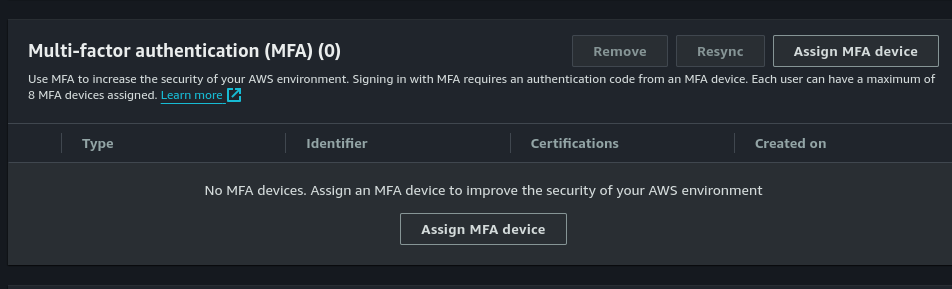 Multi-factor authentication (MFA) (0)
Remove
Resync
Assign MFA device
Use MFA to increase the security of your AWS environment. Signing in with MFA requires an authentication code from an MFA device. Each user can have a maximum of
8 MFA devices assigned. Learn more
Type
Identifier
Certifications
Created on
No MFA devices. Assign an MFA device to improve the security of your AWS environment
Assign MFA device